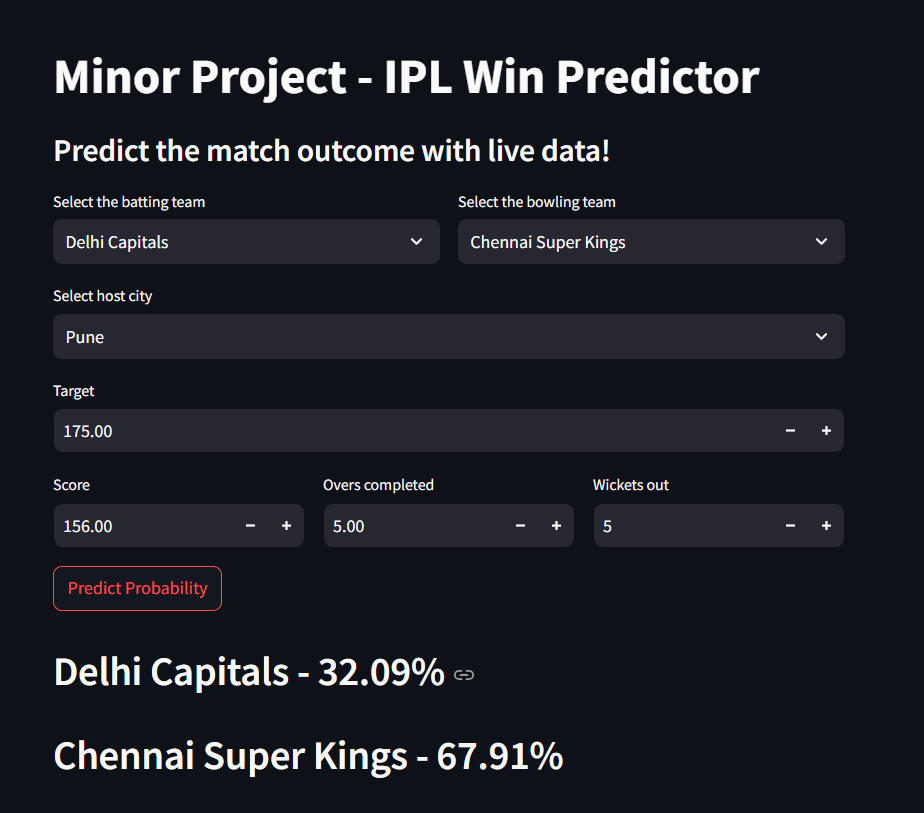 Minor Project - IPL Win Predictor
Predict the match outcome with live data!
Select the batting team
Select the bowling team
Delhi Capitals
Chennai Super Kings
Select host city
Pune
Target
175.00
Score
Overs completed
Wickets out
156.00
5.00
5
Predict Probability
Delhi Capitals - 32.09%
Chennai Super Kings - 67.91%